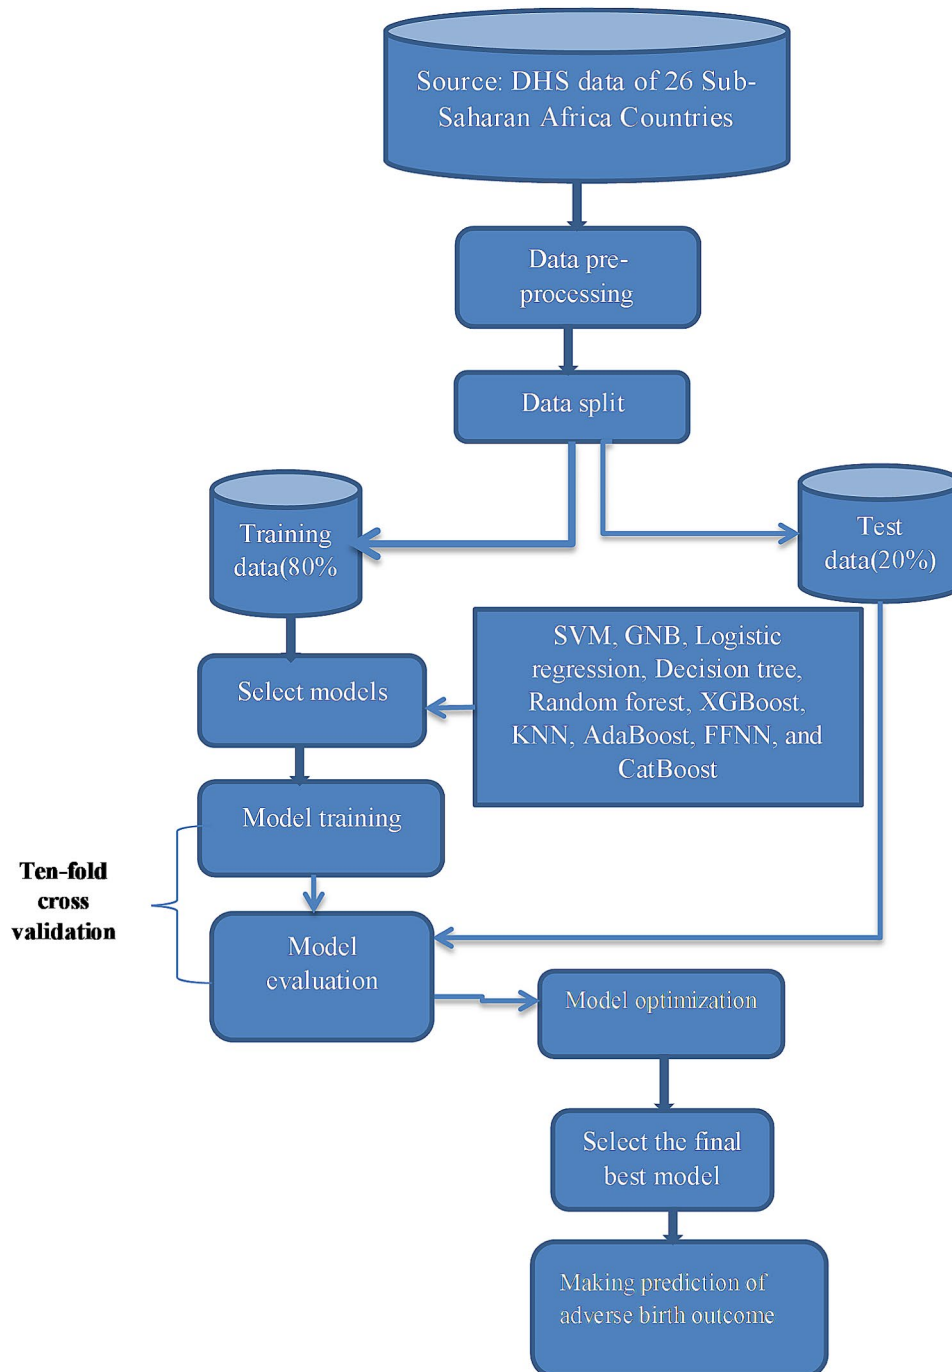 Source: DHS data of 26 Sub-
Saharan Africa Countries
Data pre-
processing
Data split
Training
data(80%
Test
data(20%)
SVM, GNB, Logistic
regression, Decision tree,
Random forest, XGBoost,
KNN, AdaBoost, FFNN, and
CatBoost
Select models
Model training
Ten-fold
cross
validation
Model
evaluation
Model optimization
Select the final
best model
Making prediction of
adverse birth outcome